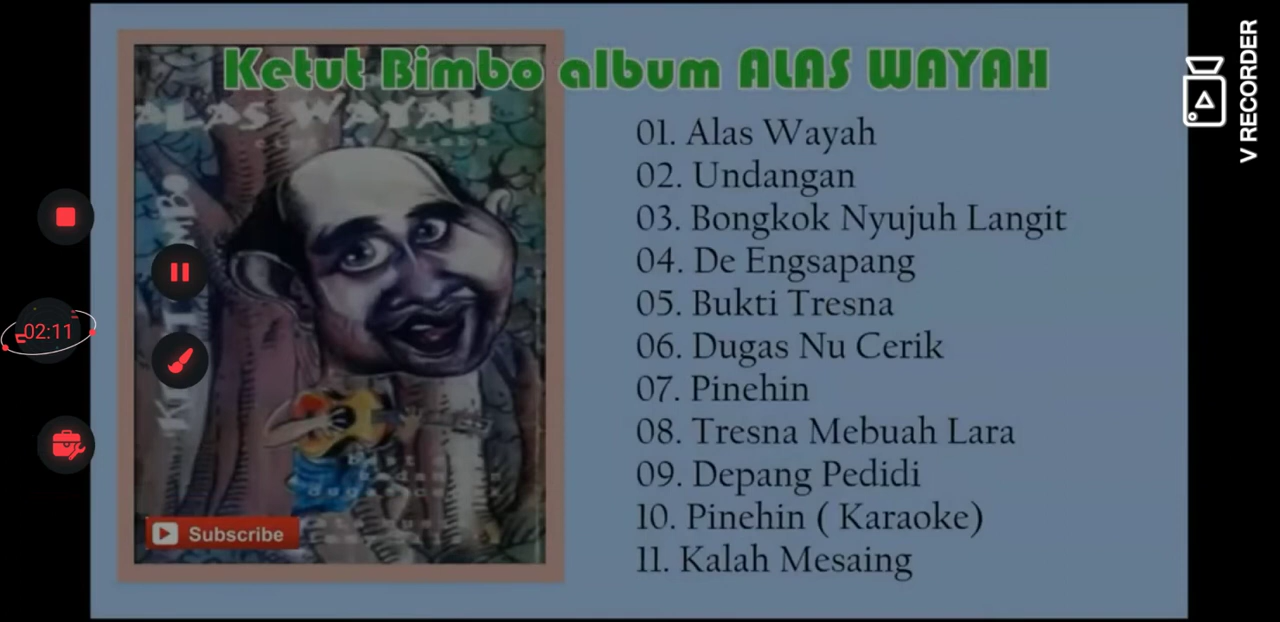 Ketut Bimbo album ALAS WAYAH
ALAS WAYAH
01. Alas Wayah
02. Undangan
03. Bongkok Nyujuh Langit
04. De Engsapang
05. Bukti Tresna
06. Dugas Nu Cerik
07. Pinehin
08. Tresna Mebuah Lara
09. Depang Pedidi
10. Pinehin ( Karaoke)
11. Kalah Mesaing
Subscribe
02:11
V RECORDER